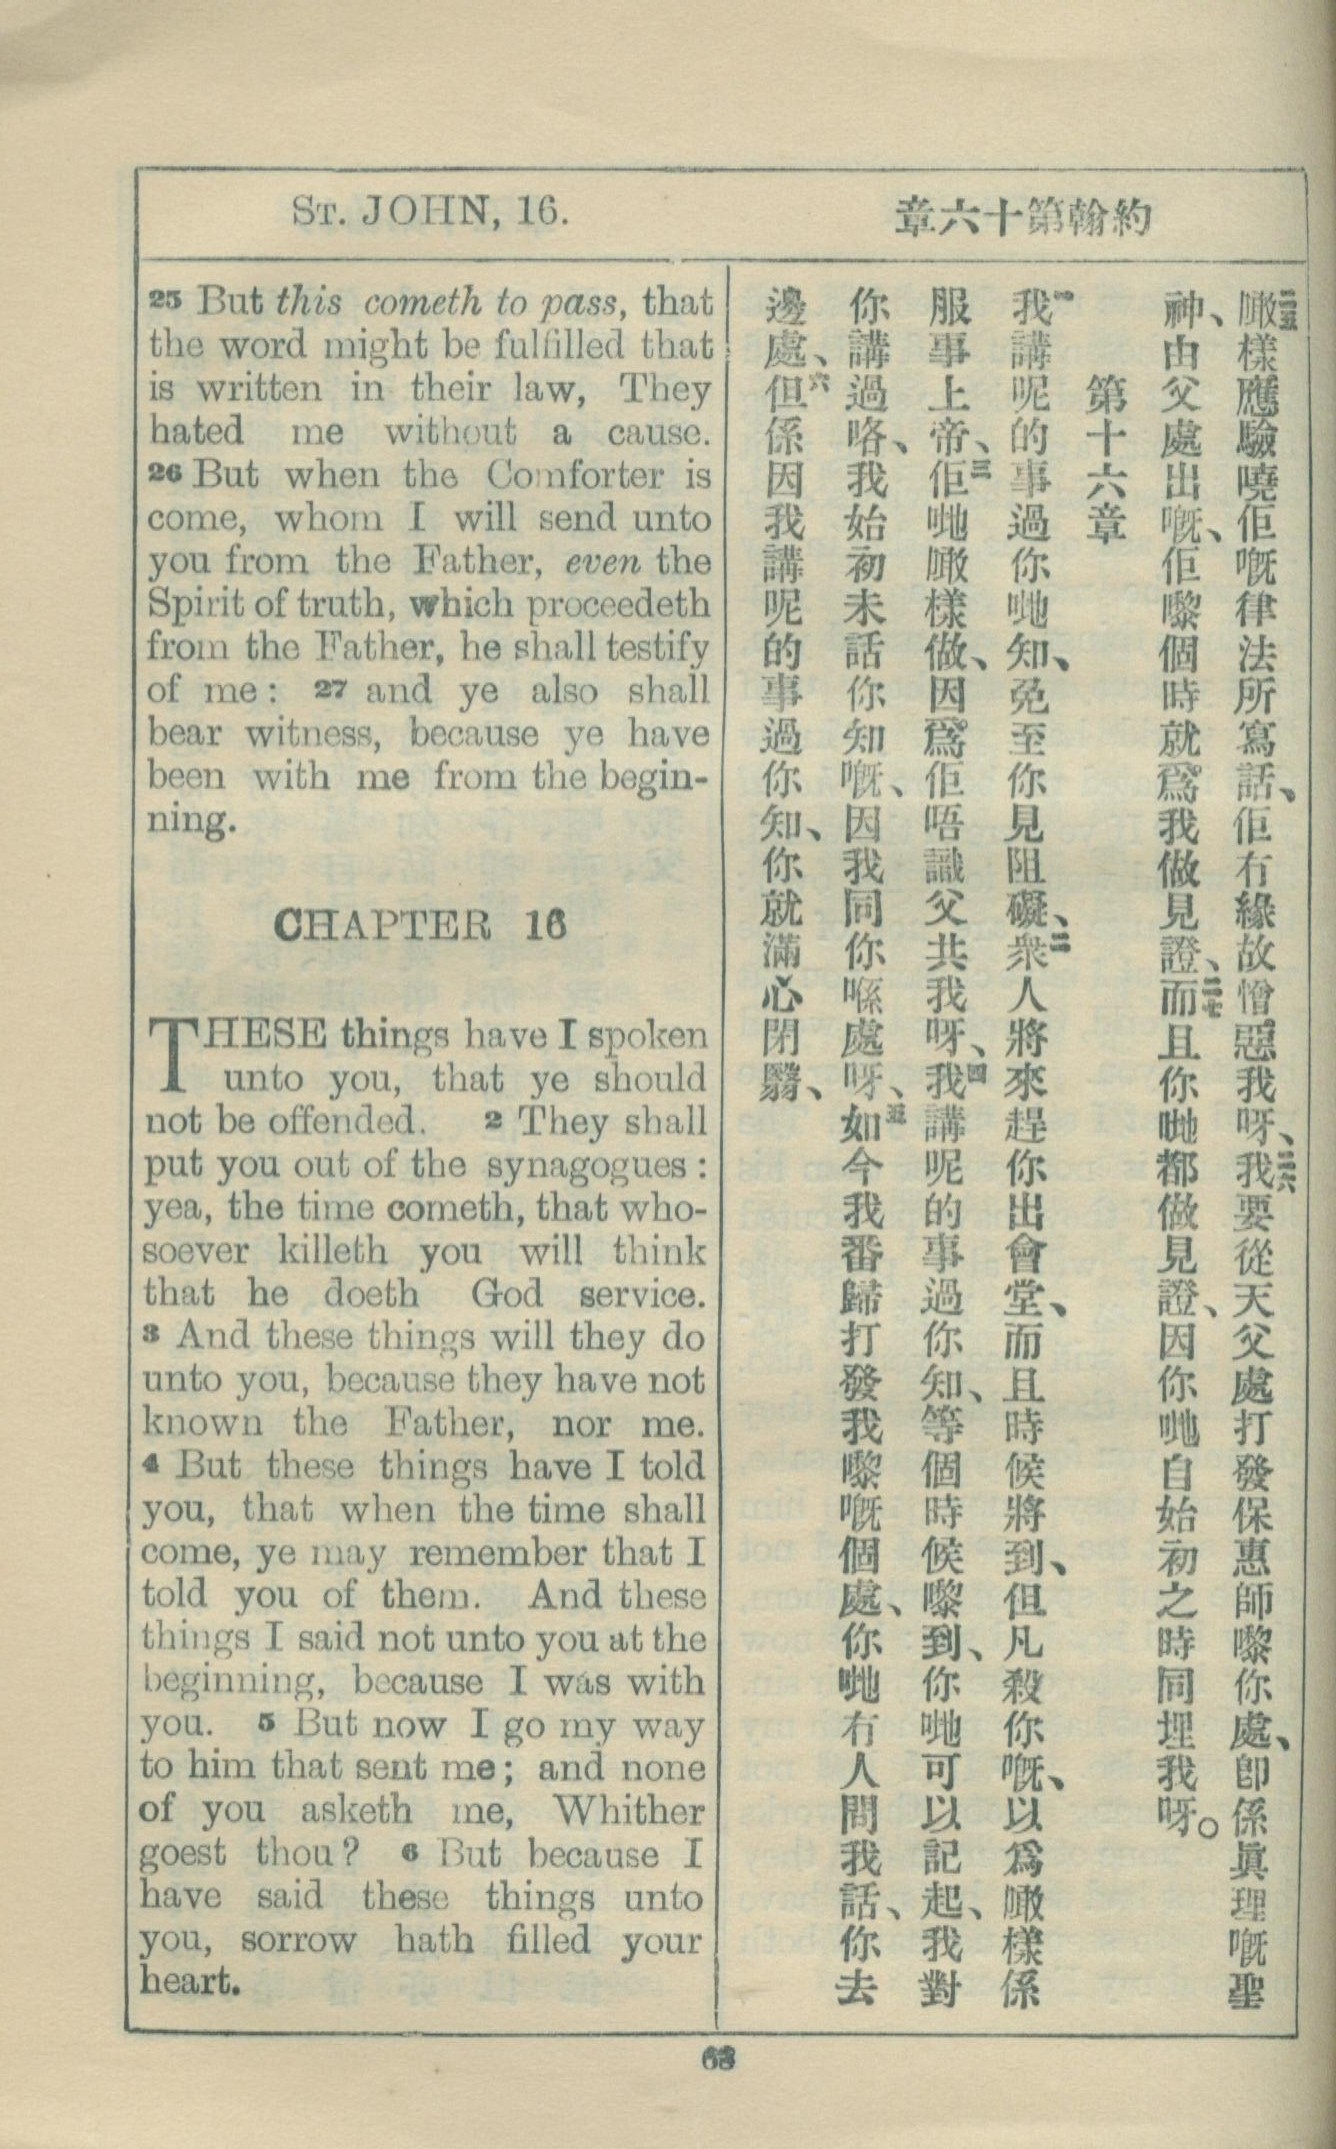 ST. JOHN, 16.
約翰第十六章
25 But this cometh to pass, that
the word might be fulfilled that
is written in their law, They
hated me without a cause.
26 But when the Comforter is
come, whom I will send unto
you from the Father, even the
Spirit of truth, which proceedeth
from the Father, he shall testify
of me: 27 and ye also shall
bear witness, because ye have
been with me from the begin-
ning.
CHAPTER 16
THESE things have I spoken
unto you, that ye should
not be offended. 2 They shall
put you out of the synagogues:
yea, the time cometh, that who-
soever killeth you will think
that he doeth God service.
3 And these things will they do
unto you, because they have not
known the Father, nor me.
4 But these things have I told
you, that when the time shall
come, ye may remember that I
told you of them. And these
things I said not unto you at the
beginning, because I was with
you. 5 But now I go my way
to him that sent me; and none
of you asketh me, Whither
goest thou? 6 But because I
have said these things unto
you, sorrow hath filled your
heart.
二五噉樣應驗嘵佢嘅律法所寫話、佢冇緣故憎惡我呀、二六我要從天父處打發保惠師嚟你處、卽係眞理嘅聖
神、由父處出嘅、佢嚟個時就爲我做見證、二七而且你哋都做見證、因你哋自始初之時同埋我呀。
第十六章
一我講呢的事過你哋知、免至你見阻礙、二衆人將來趕你出會堂、而且時候將到、但凡殺你嘅、以爲噉樣係
服事上帝、三佢哋噉樣做、因爲佢唔識父共我呀、四我講呢的事過你知、等個時候嚟到、你哋可以記起、我對
你講過咯、我始初未話你知嘅、因我同你喺處呀、五如今我番歸打發我嚟嘅個處、你哋冇人問我話、你去
邊處、六但係因我講呢的事過你知、你就滿心閉翳、